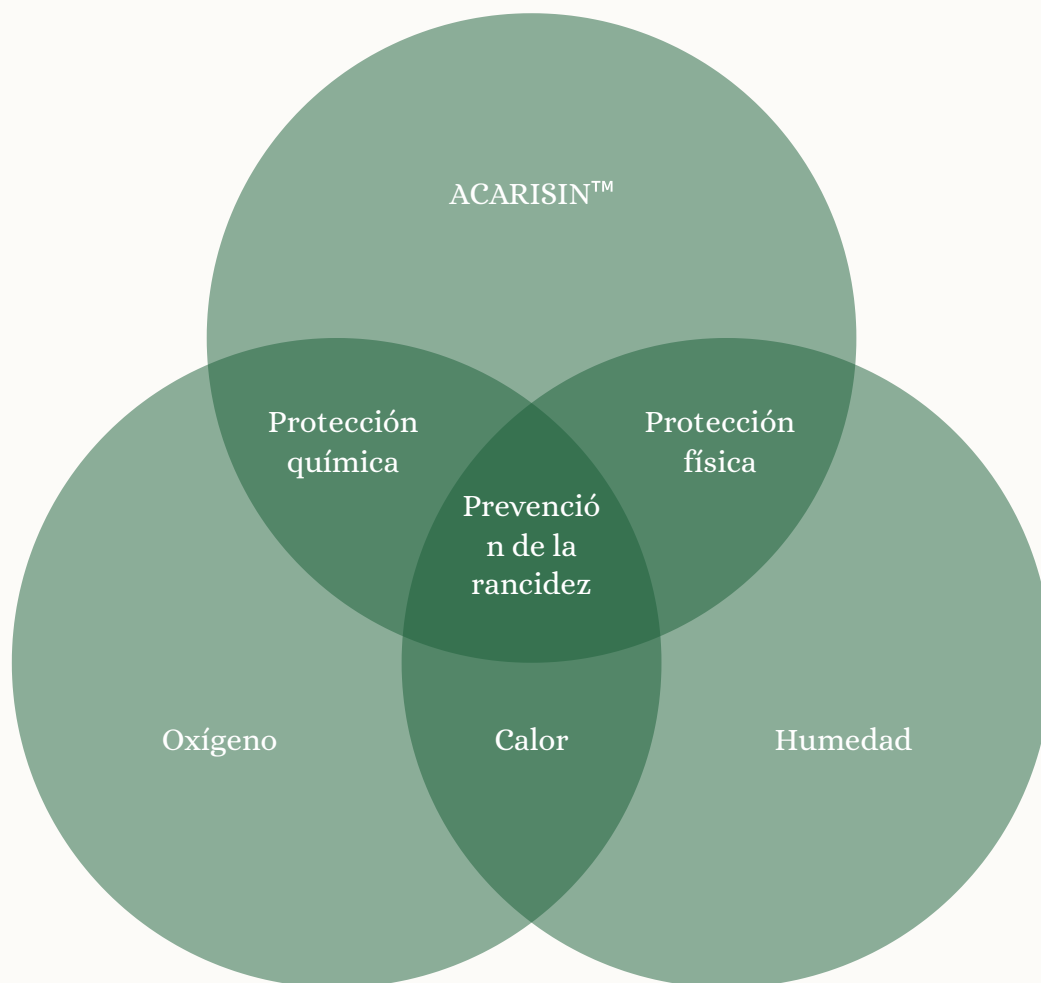 ACARISIN™
Protección
química
Protección
física
Prevenció
n de la
rancidez
Oxígeno
Calor
Humedad